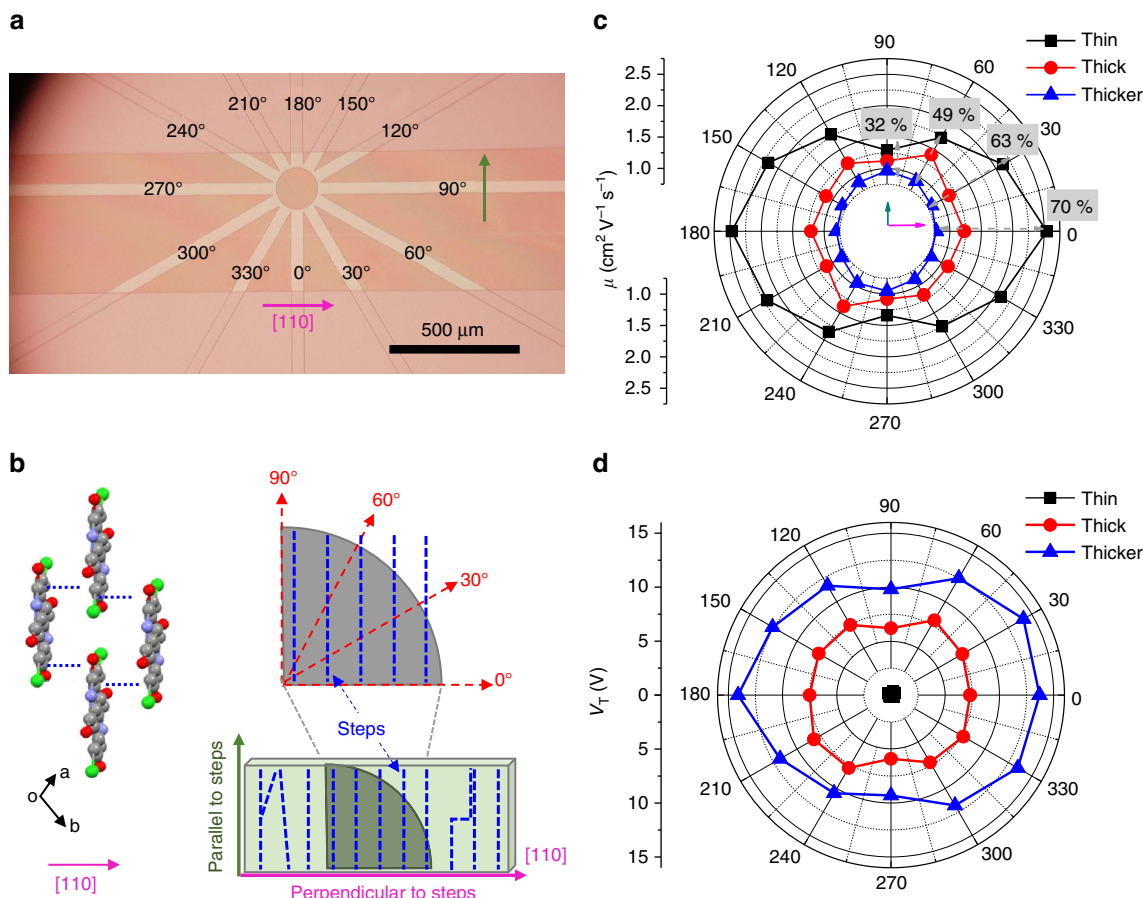 a
210° 180° 150°
240° 120°
270° 90°
300° 60°
330° 0° 30°
[110]
500 μm
b
a
o
b
[110]
90°
60°
30°
0°
Steps
Parallel to steps
[110]
Perpendicular to steps
c
μ (cm² V⁻¹ s⁻¹)
2.5
2.0
1.5
1.0
1.0
1.5
2.0
2.5
90
60
30
0
330
300
270
240
210
180
150
120
32 %
49 %
63 %
70 %
Thin
Thick
Thicker
d
V_T (V)
15
10
5
0
5
10
15
90
60
30
0
330
300
270
240
210
180
150
120
Thin
Thick
Thicker